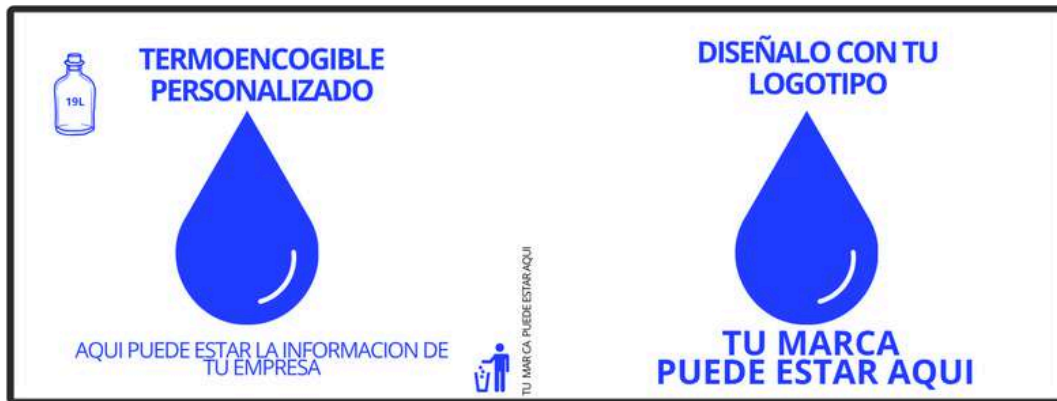 TERMOENCOGIBLE
PERSONALIZADO
19L
AQUI PUEDE ESTAR LA INFORMACION DE
TU EMPRESA
TU MARCA PUEDE ESTAR AQUI
DISEÑALO CON TU
LOGOTIPO
TU MARCA
PUEDE ESTAR AQUI